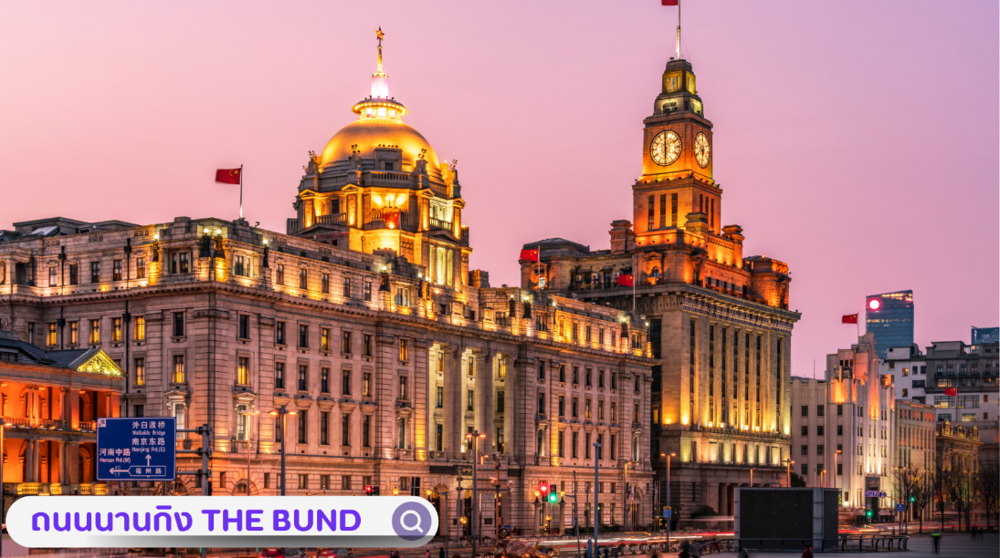 外白渡桥
Waibaidu Bridge
南京东路
Nanjing Rd.(E)
河南中路
Henan Rd.(M)
福州路
ถนนนานกิง THE BUND